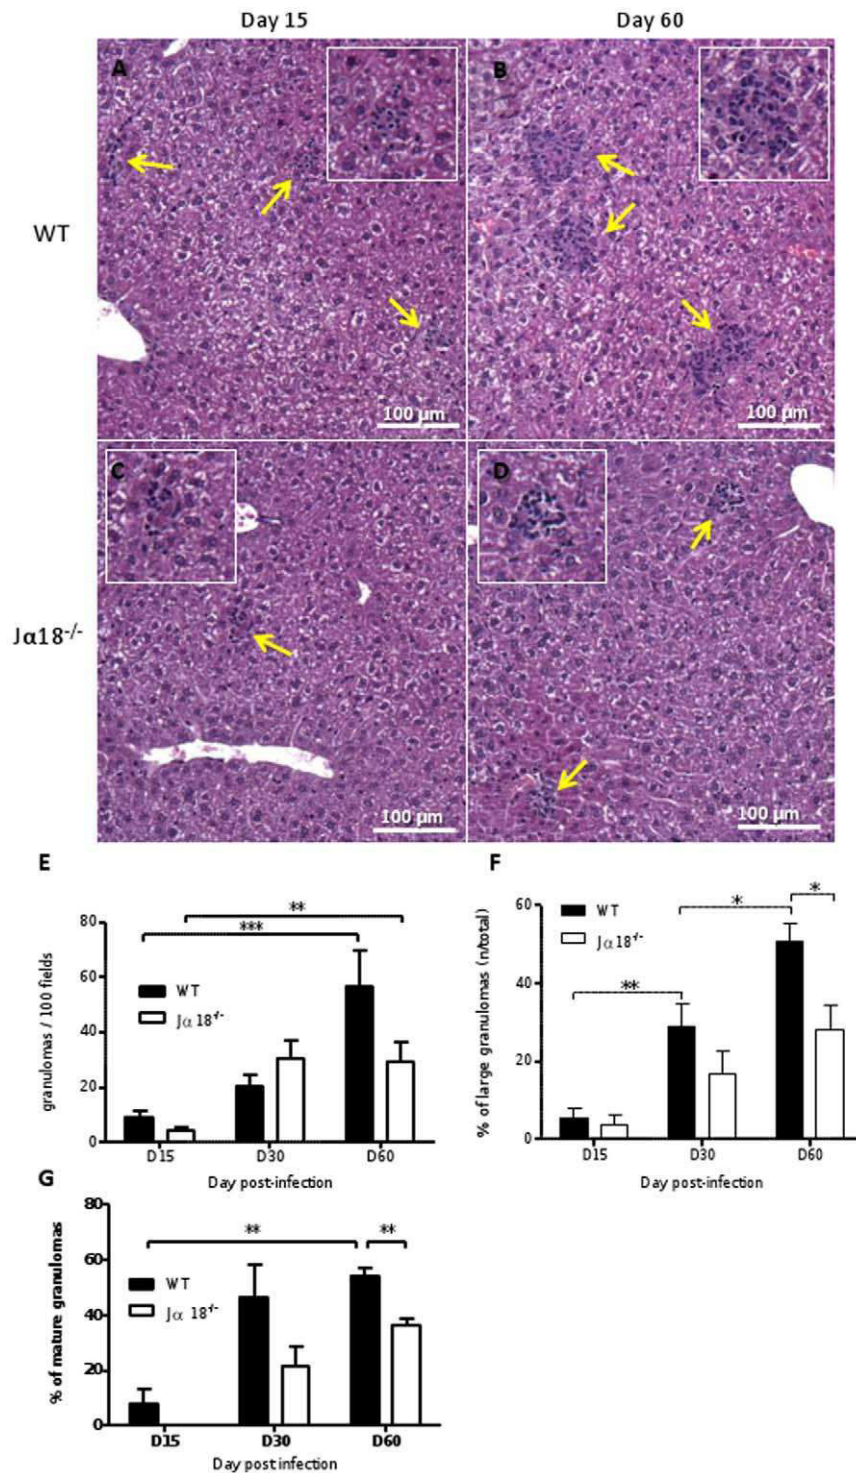 Day 15 Day 60
A B
WT
100 µm 100 µm
C D
Jα18-/-
100 µm 100 µm
E
80
60
40
20
0
granulomas / 100 fields
** 
***
WT
Jα 18-/-
D15 D30 D60
Day post-infection
F
60
40
20
0
% of large granulomas (n/total)
* *
**
WT
Jα18-/-
D15 D30 D60
Day post-infection
G
80
60
40
20
0
% of mature granulomas
** **
WT
Jα 18-/-
D15 D30 D60
Day post infection